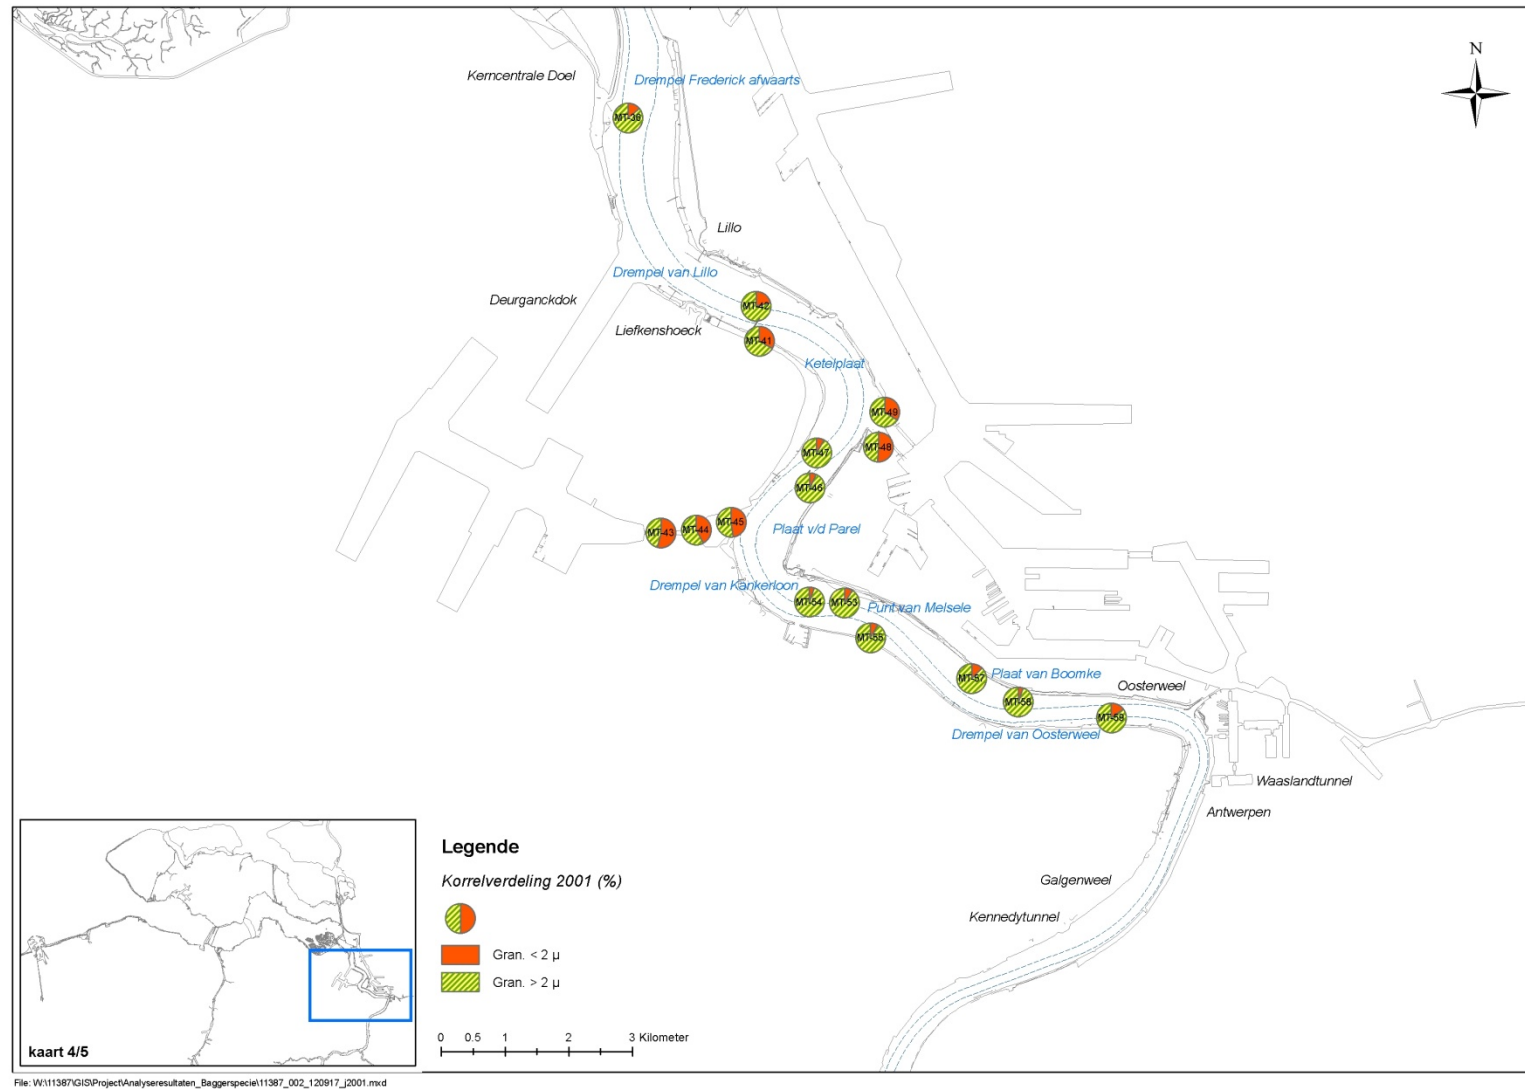 N
Kerncentrale Doel
Drempel Frederick afwaarts
MT-36
Lillo
Drempel van Lillo
Deurganckdok
MT-42
Liefkenshoeck
MT-41
Ketelplaat
MT-49
MT-48
MT-47
MT-46
MT-45
MT-44
MT-43
Plaat v/d Parel
Drempel van Kankerloon
MT-54
MT-53
Punt van Melsele
MT-55
Plaat van Boomke
MT-57
Oosterweel
MT-59
Drempel van Oosterweel
Waaslandtunnel
Antwerpen
Galgenweel
Kennedytunnel
Legende
Korrelverdeling 2001 (%)
Gran. < 2 µ
Gran. > 2 µ
0 0.5 1 2 3 Kilometer
kaart 4/5
File: W:\11387\GIS\Project\Analyseresultaten_Baggerspecie\11387_002_120917_j2001.mxd